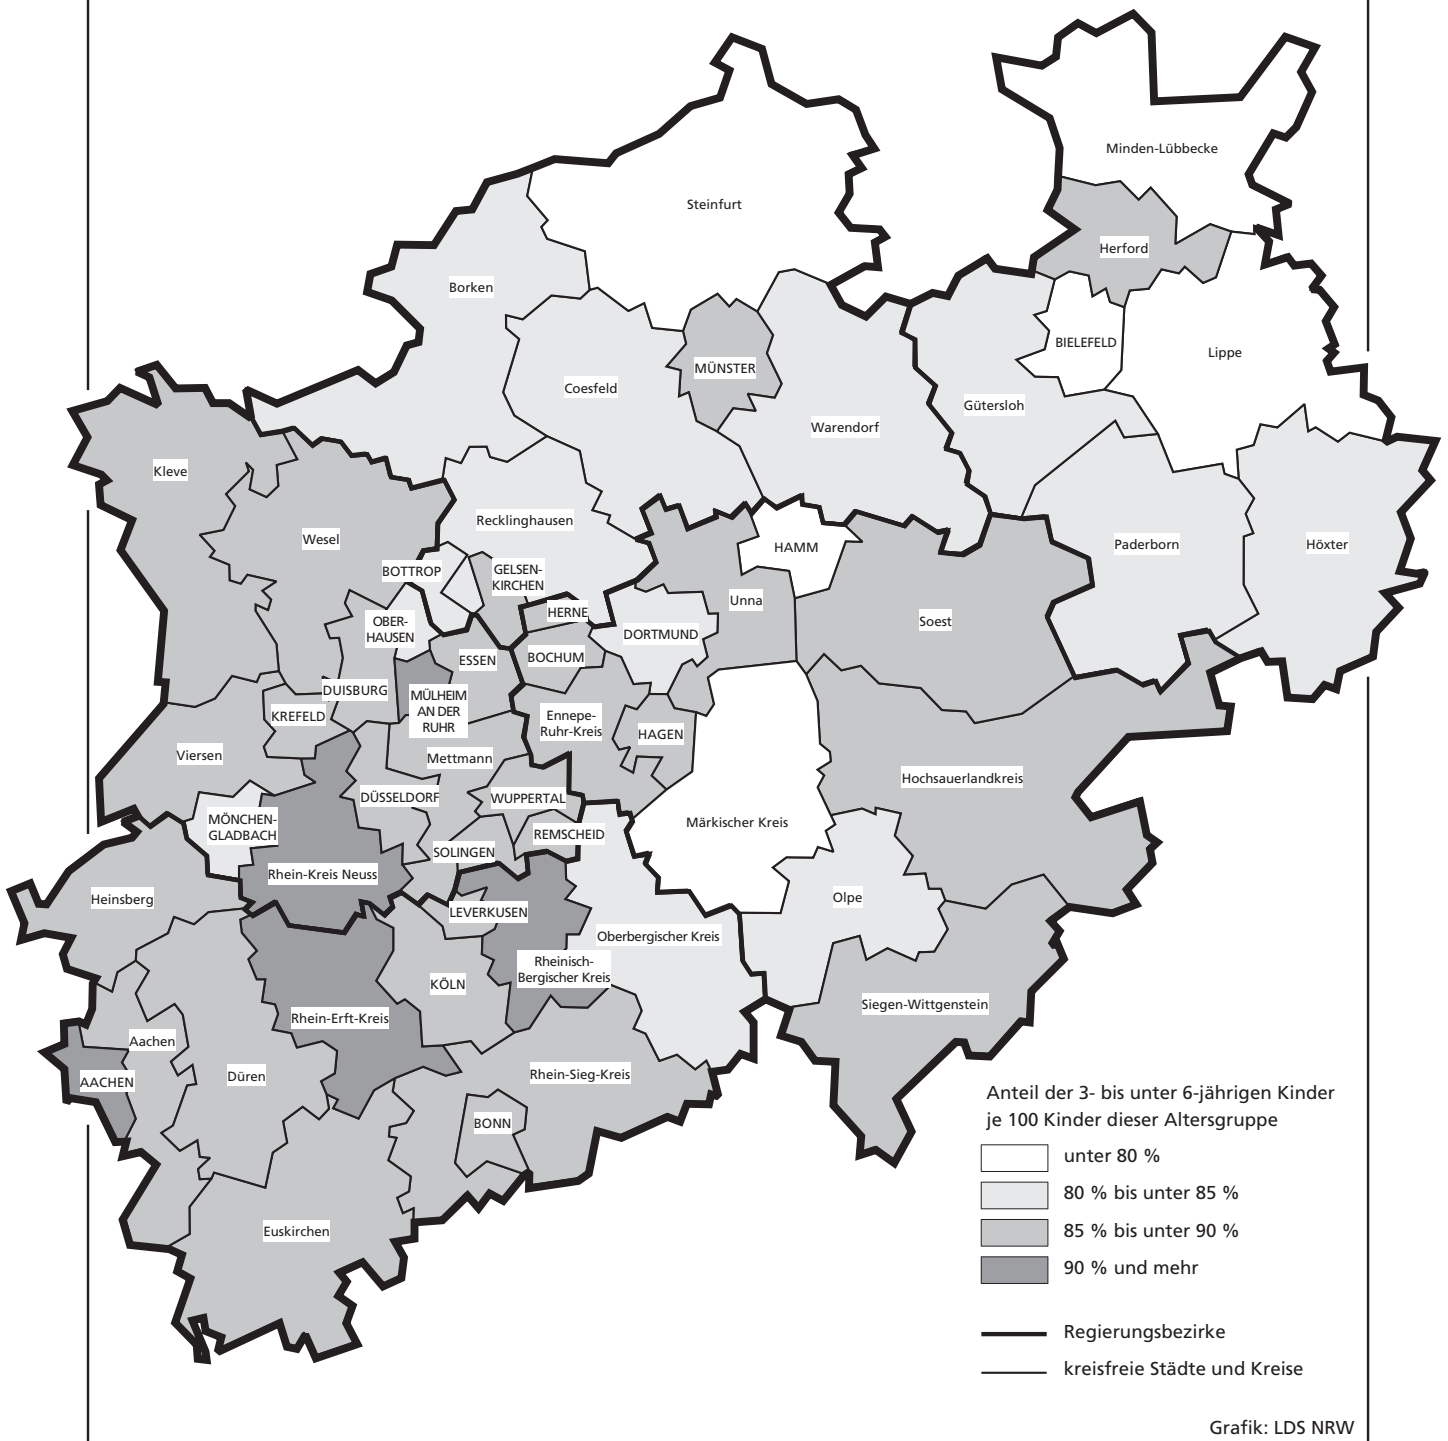 Minden-Lübbecke
Steinfurt
Herford
Borken
BIELEFELD
Lippe
MÜNSTER
Coesfeld
Gütersloh
Warendorf
Kleve
Recklinghausen
Wesel
HAMM
Paderborn
Höxter
BOTTROP
GELSEN-
KIRCHEN
Unna
HERNE
Soest
OBER-
HAUSEN
DORTMUND
ESSEN
BOCHUM
DUISBURG
MÜLHEIM
AN DER
RUHR
KREFELD
Ennepe-
Ruhr-Kreis
HAGEN
Viersen
Mettmann
Hochsauerlandkreis
DÜSSELDORF
WUPPERTAL
MÖNCHEN-
GLADBACH
Märkischer Kreis
REMSCHEID
SOLINGEN
Rhein-Kreis Neuss
Heinsberg
Olpe
LEVERKUSEN
Oberbergischer Kreis
Rheinisch-
Bergischer Kreis
KÖLN
Siegen-Wittgenstein
Rhein-Erft-Kreis
Aachen
Düren
AACHEN
Rhein-Sieg-Kreis
BONN
Euskirchen
Anteil der 3- bis unter 6-jährigen Kinder
je 100 Kinder dieser Altersgruppe
unter 80 %
80 % bis unter 85 %
85 % bis unter 90 %
90 % und mehr
Regierungsbezirke
kreisfreie Städte und Kreise
Grafik: LDS NRW